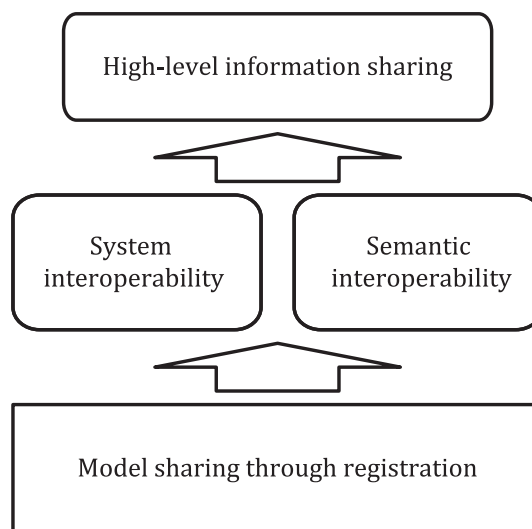 High-level information sharing
System
interoperability
Semantic
interoperability
Model sharing through registration